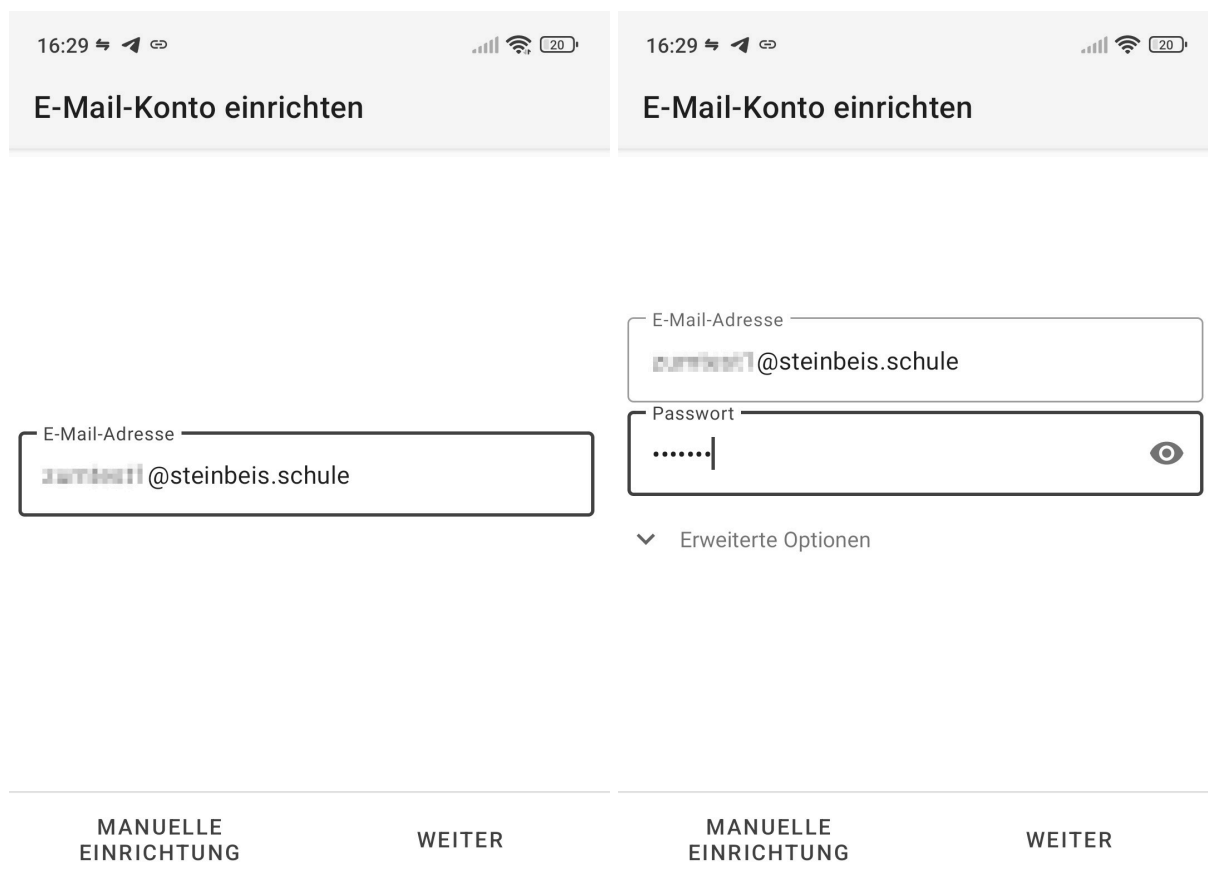 16:29
20
E-Mail-Konto einrichten
E-Mail-Adresse
@steinbeis.schule
MANUELLE
EINRICHTUNG
WEITER
16:29
20
E-Mail-Konto einrichten
E-Mail-Adresse
@steinbeis.schule
Passwort
•••••••
Erweiterte Optionen
MANUELLE
EINRICHTUNG
WEITER